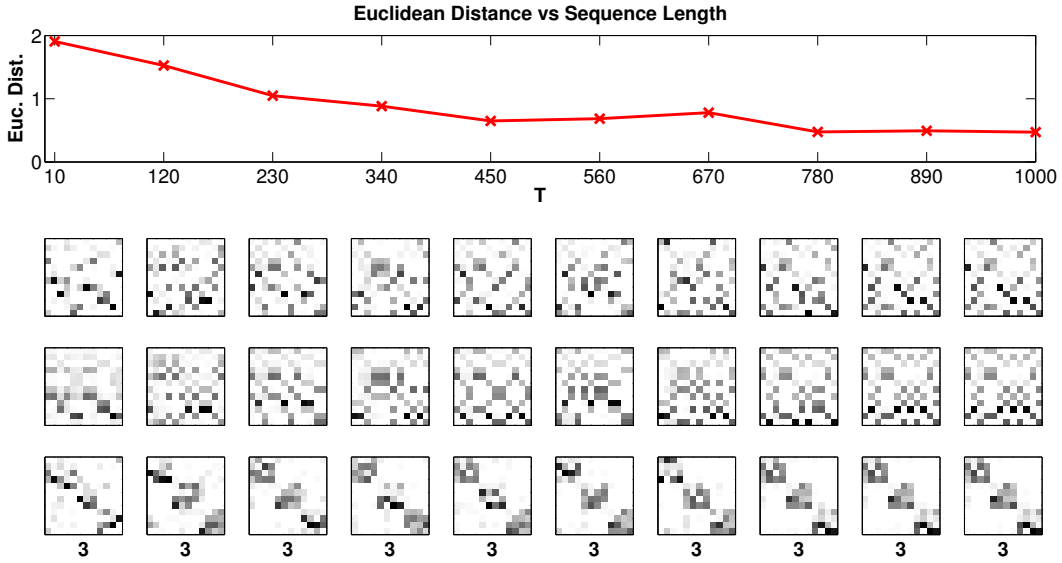 Euclidean Distance vs Sequence Length
Euc. Dist.
2
1
0
10 120 230 340 450 560 670 780 890 1000
T
3 3 3 3 3 3 3 3 3 3